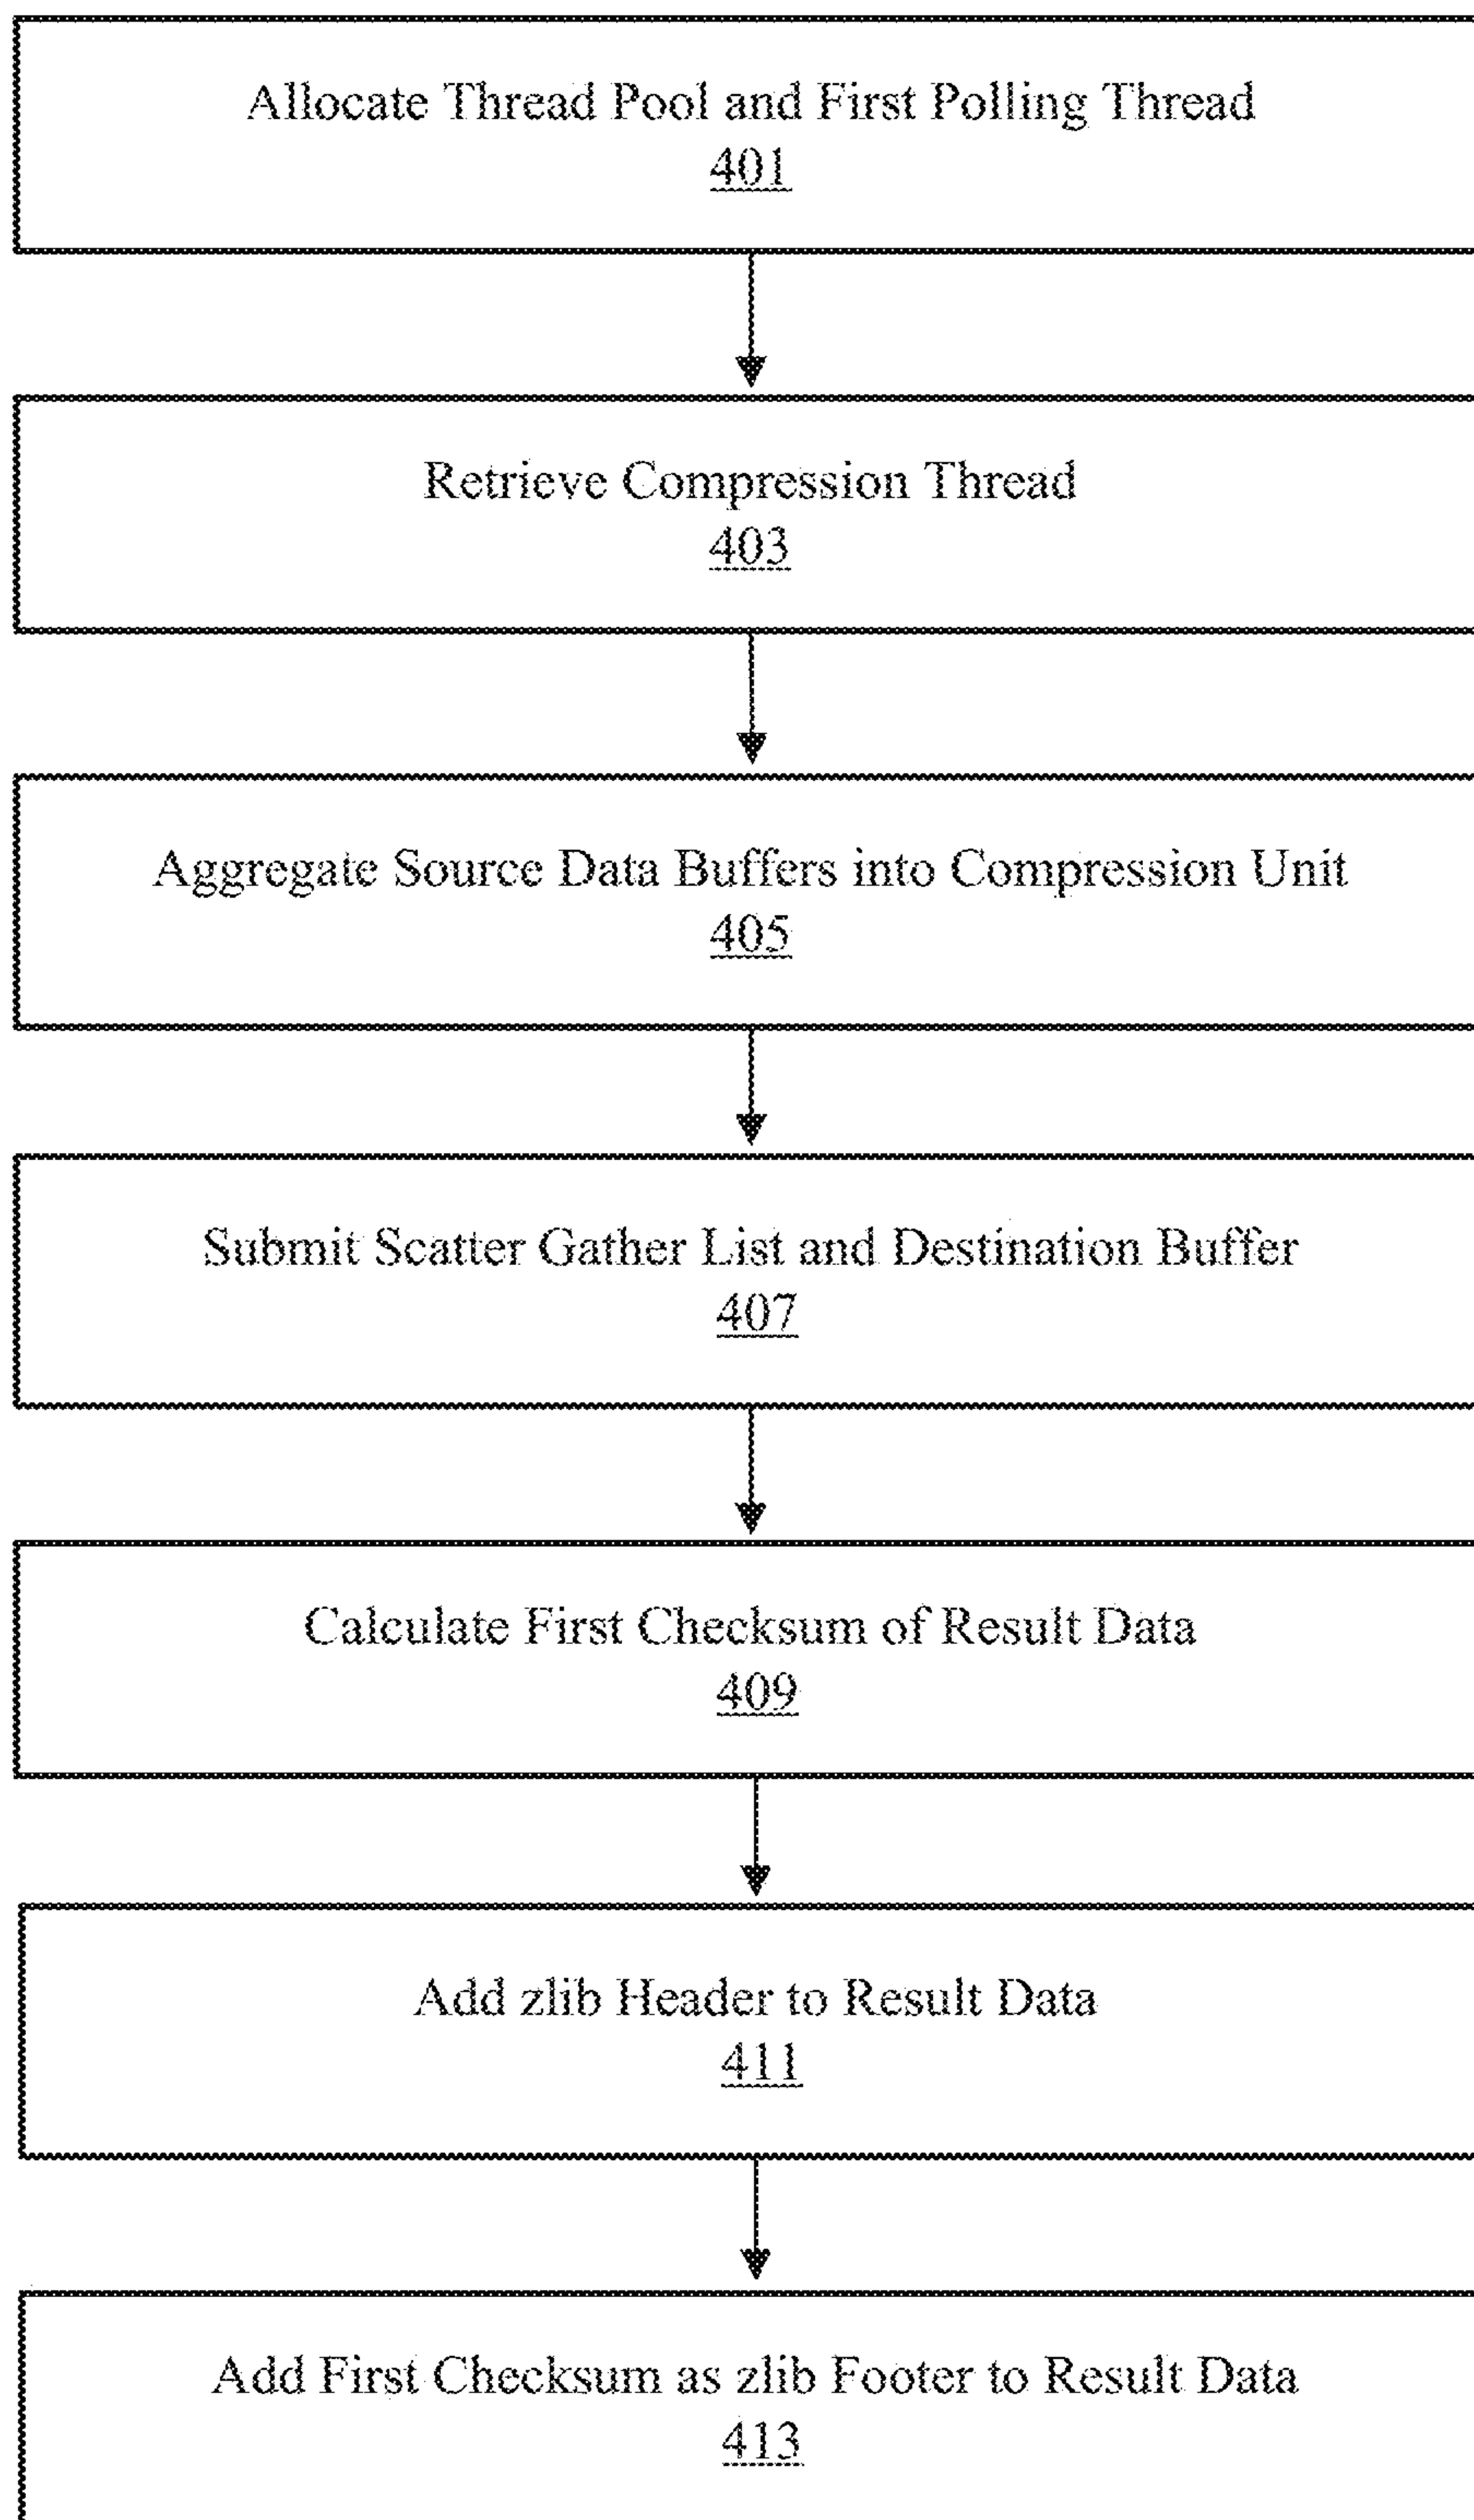 Allocate Thread Pool and First Polling Thread
401
Retrieve Compression Thread
403
Aggregate Source Data Buffers into Compression Unit
405
Submit Scatter Gather List and Destination Buffer
407
Calculate First Checksum of Result Data
409
Add zlib Header to Result Data
411
Add First Checksum as zlib Footer to Result Data
413